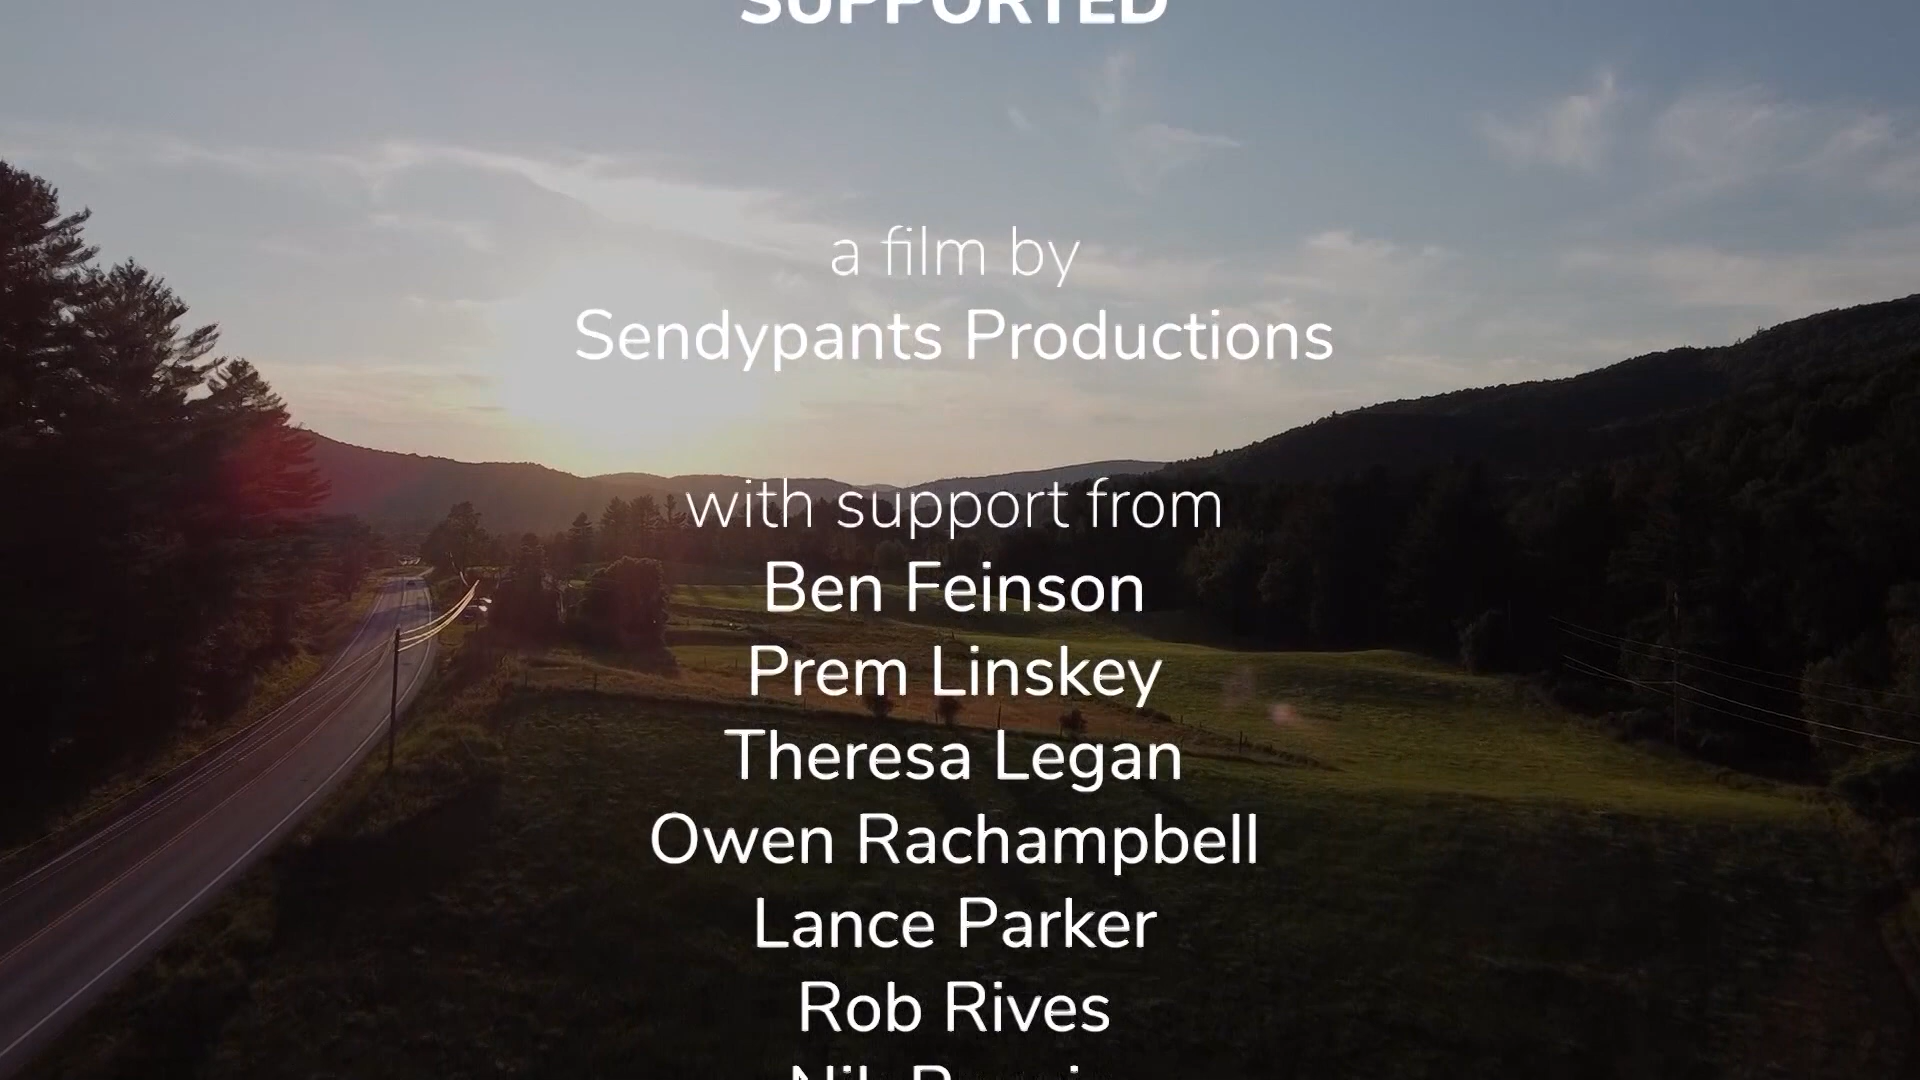 SUPPORTED
a film by
Sendypants Productions
with support from
Ben Feinson
Prem Linskey
Theresa Legan
Owen Rachampbell
Lance Parker
Rob Rives